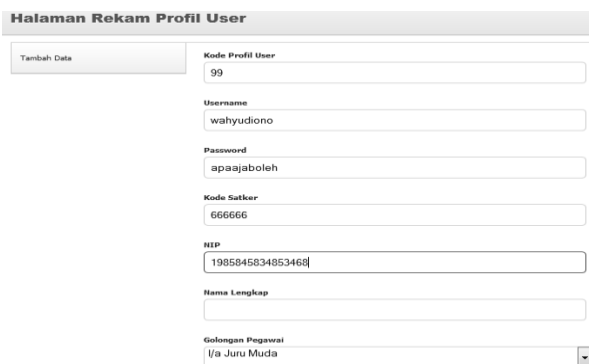 Halaman Rekam Profil User
Tambah Data
Kode Profil User
99
Username
wahyudiono
Password
apaajaboleh
Kode Satker
666666
NIP
1985845834853468
Nama Lengkap
Golongan Pegawai
I/a Juru Muda